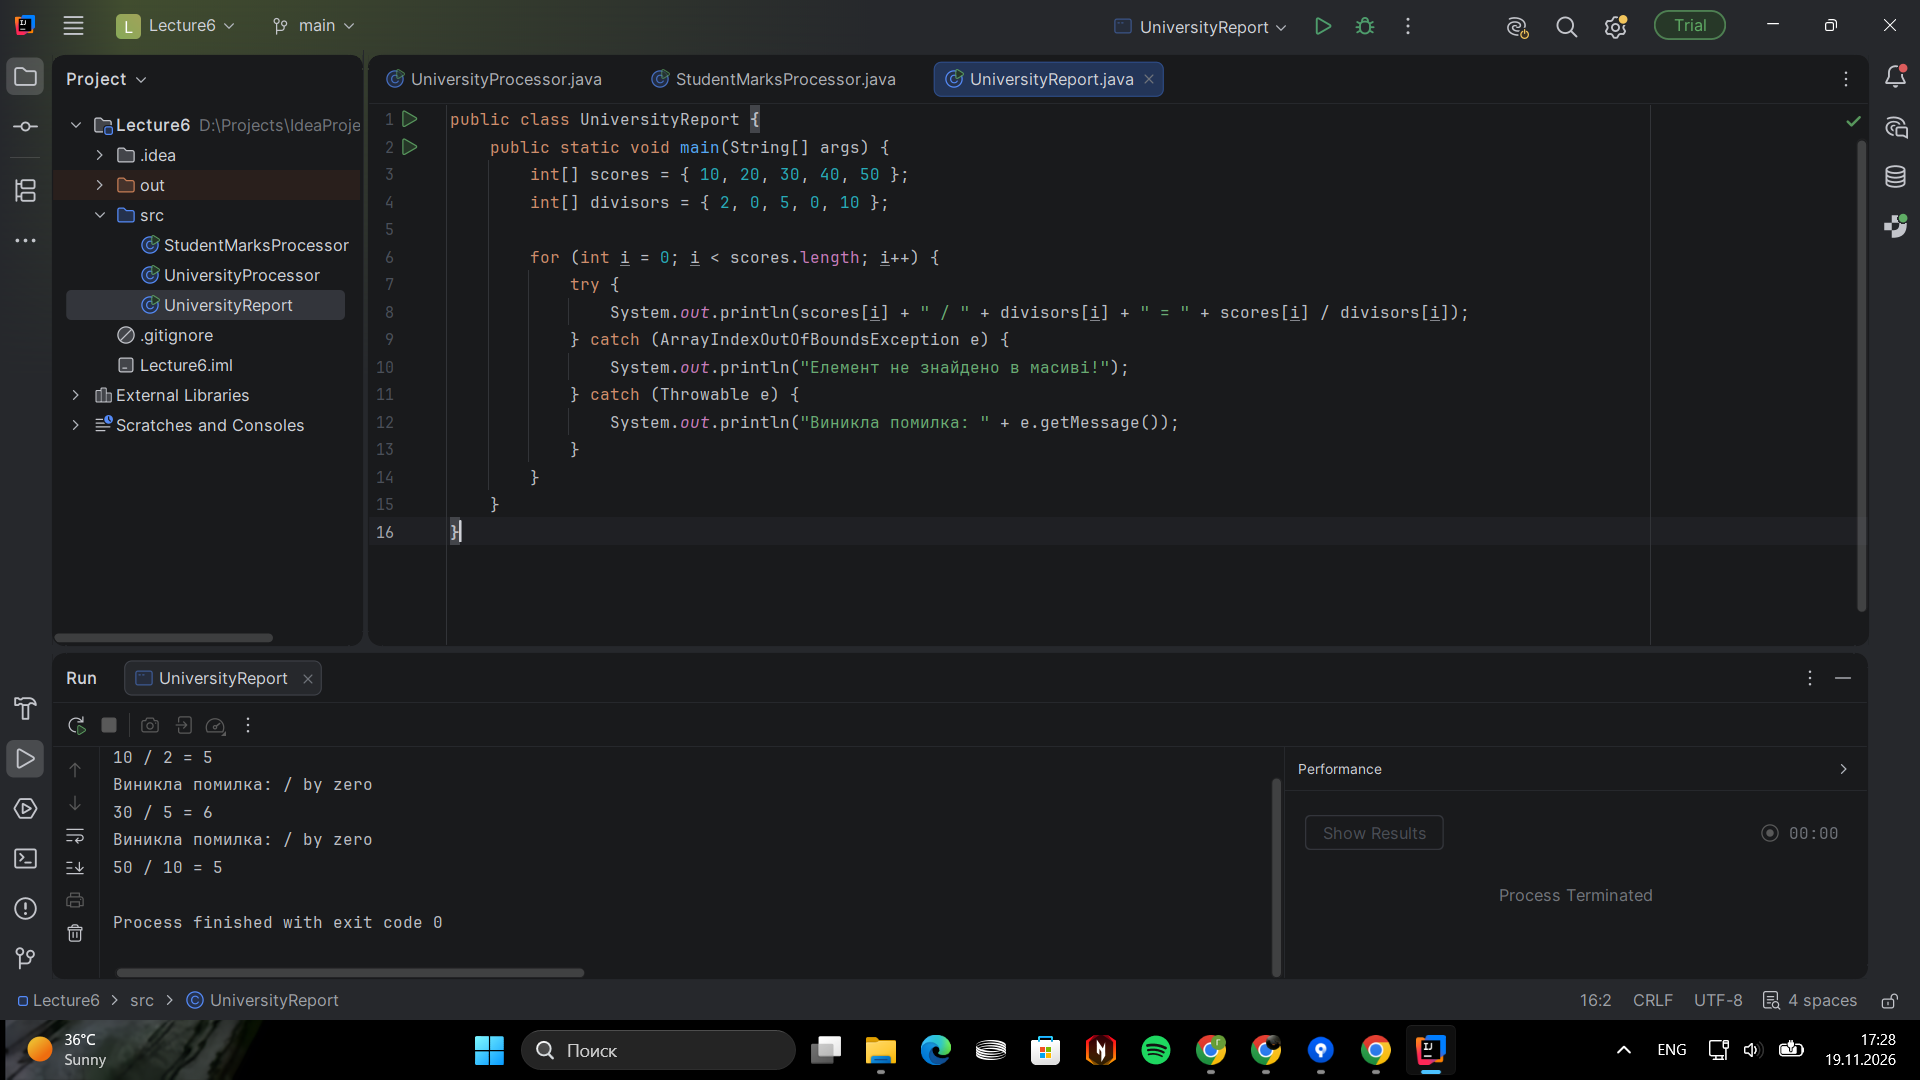 L Lecture6 main UniversityReport Trial
Project
UniversityProcessor.java StudentMarksProcessor.java UniversityReport.java
Lecture6 D:\Projects\IdeaProje
.idea
out
src
StudentMarksProcessor
UniversityProcessor
UniversityReport
.gitignore
Lecture6.iml
External Libraries
Scratches and Consoles
1 public class UniversityReport {
2 public static void main(String[] args) {
3 int[] scores = { 10, 20, 30, 40, 50 };
4 int[] divisors = { 2, 0, 5, 0, 10 };
5
6 for (int i = 0; i < scores.length; i++) {
7 try {
8 System.out.println(scores[i] + " / " + divisors[i] + " = " + scores[i] / divisors[i]);
9 } catch (ArrayIndexOutOfBoundsException e) {
10 System.out.println("Елемент не знайдено в масиві!");
11 } catch (Throwable e) {
12 System.out.println("Виникла помилка: " + e.getMessage());
13 }
14 }
15 }
16 }
Run UniversityReport
10 / 2 = 5
Виникла помилка: / by zero
30 / 5 = 6
Виникла помилка: / by zero
50 / 10 = 5
Process finished with exit code 0
Performance
Show Results 00:00
Process Terminated
Lecture6 > src > UniversityReport 16:2 CRLF UTF-8 4 spaces
36°C
Sunny
Поиск
ENG
17:28
19.11.2026